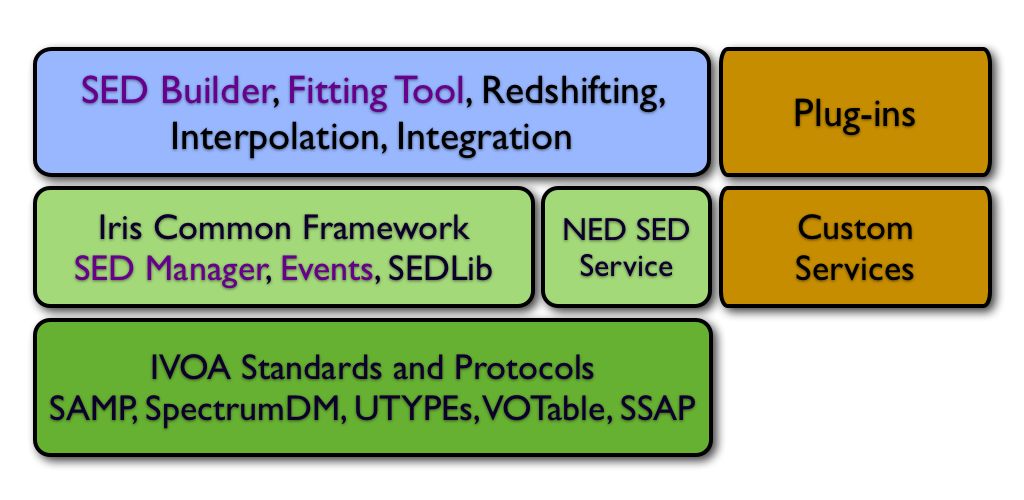 SED Builder, Fitting Tool, Redshifting,
Interpolation, Integration
Plug-ins
Iris Common Framework
SED Manager, Events, SEDLib
NED SED
Service
Custom
Services
IVOA Standards and Protocols
SAMP, SpectrumDM, UTYPEs, VOTable, SSAP